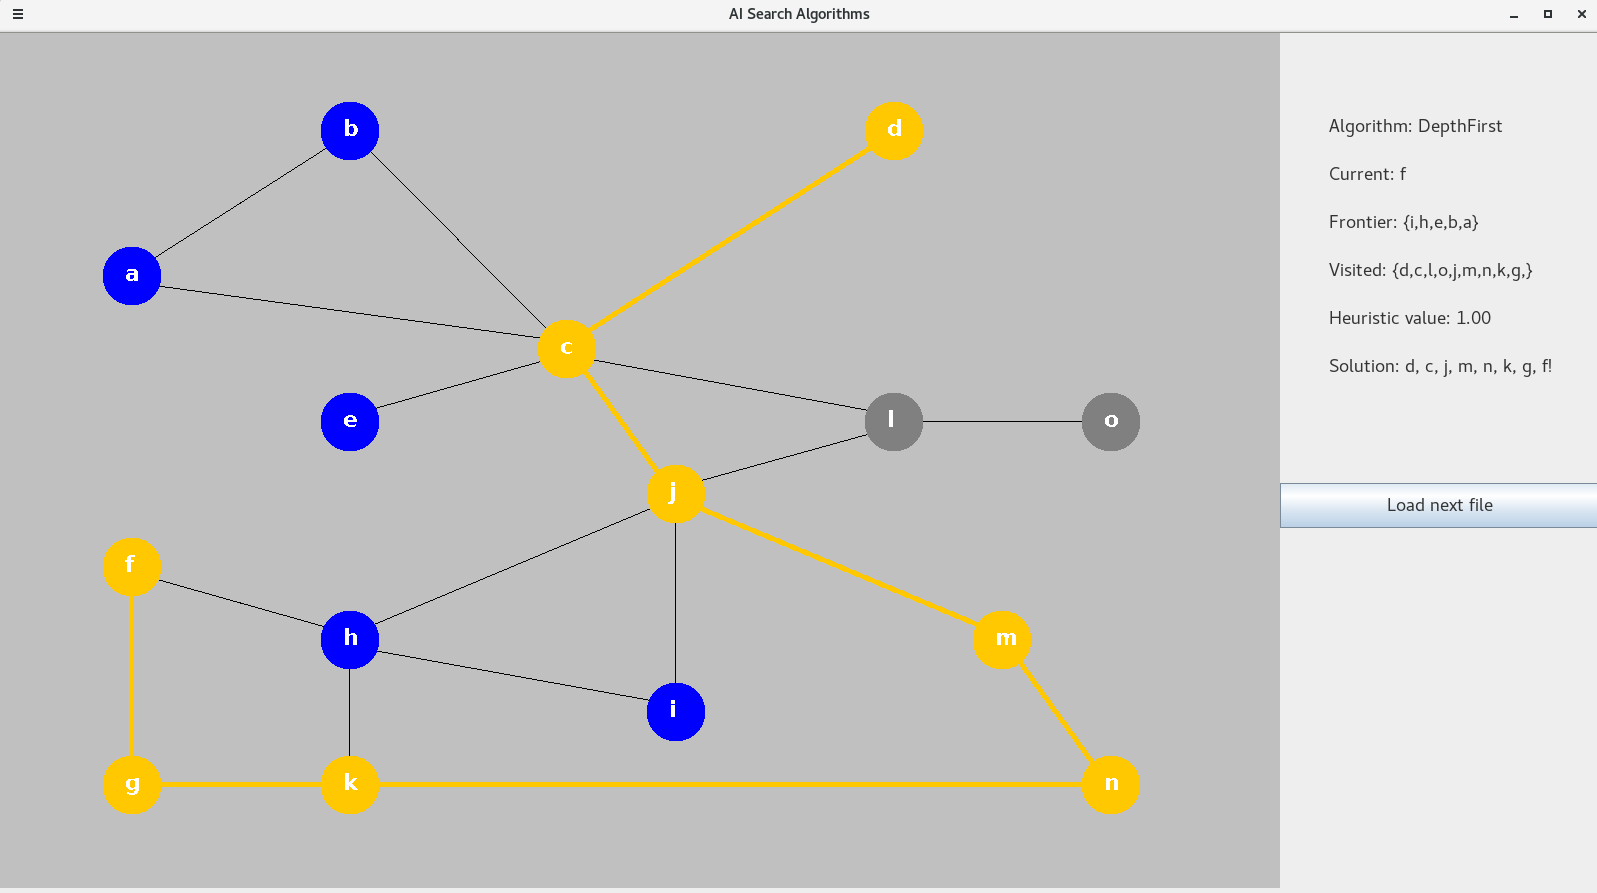 AI Search Algorithms
b
d
Algorithm: DepthFirst
Current: f
Frontier: {i,h,e,b,a}
Visited: {d,c,l,o,j,m,n,k,g,}
Heuristic value: 1.00
Solution: d, c, j, m, n, k, g, f!
a
c
e
l
o
j
Load next file
f
h
m
i
g
k
n